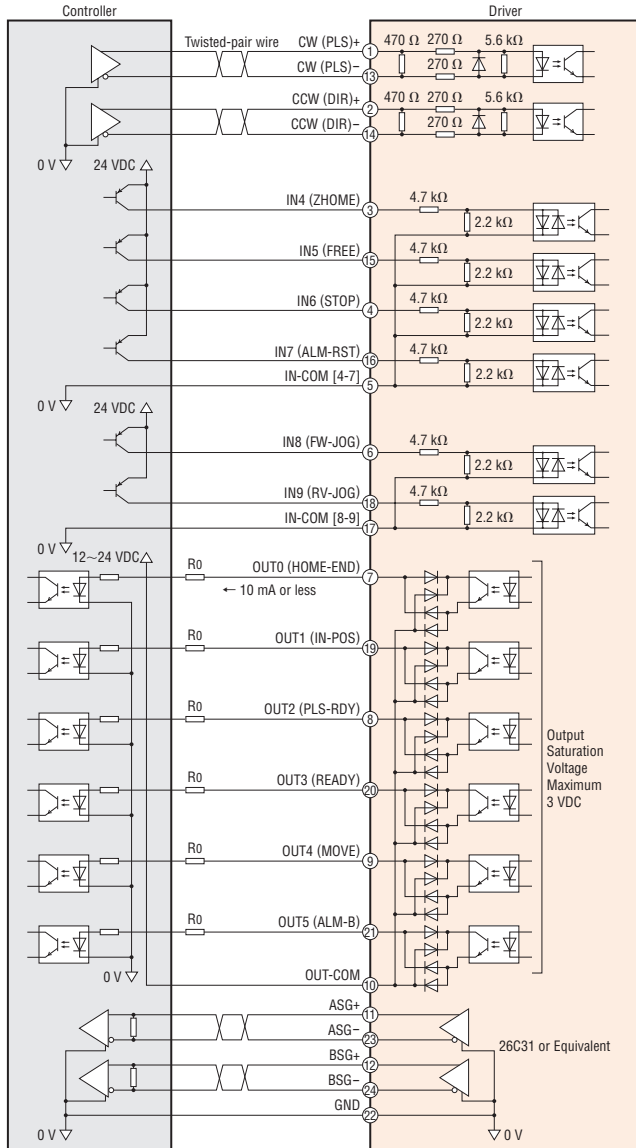 Controller
Driver
Twisted-pair wire
CW (PLS)+
1
470 Ω
270 Ω
5.6 kΩ
CW (PLS)−
13
270 Ω
CCW (DIR)+
2
470 Ω
270 Ω
5.6 kΩ
CCW (DIR)−
14
270 Ω
0 V
24 VDC
IN4 (ZHOME)
3
4.7 kΩ
2.2 kΩ
IN5 (FREE)
15
4.7 kΩ
2.2 kΩ
IN6 (STOP)
4
4.7 kΩ
2.2 kΩ
IN7 (ALM-RST)
16
4.7 kΩ
2.2 kΩ
IN-COM [4-7]
5
0 V
24 VDC
IN8 (FW-JOG)
6
4.7 kΩ
2.2 kΩ
IN9 (RV-JOG)
18
4.7 kΩ
2.2 kΩ
IN-COM [8-9]
17
0 V
12~24 VDC
R0
OUT0 (HOME-END)
7
← 10 mA or less
R0
OUT1 (IN-POS)
19
R0
OUT2 (PLS-RDY)
8
Output
Saturation
Voltage
Maximum
3 VDC
R0
OUT3 (READY)
20
R0
OUT4 (MOVE)
9
R0
OUT5 (ALM-B)
21
0 V
OUT-COM
10
ASG+
11
ASG−
23
26C31 or Equivalent
BSG+
12
BSG−
24
GND
22
0 V
0 V